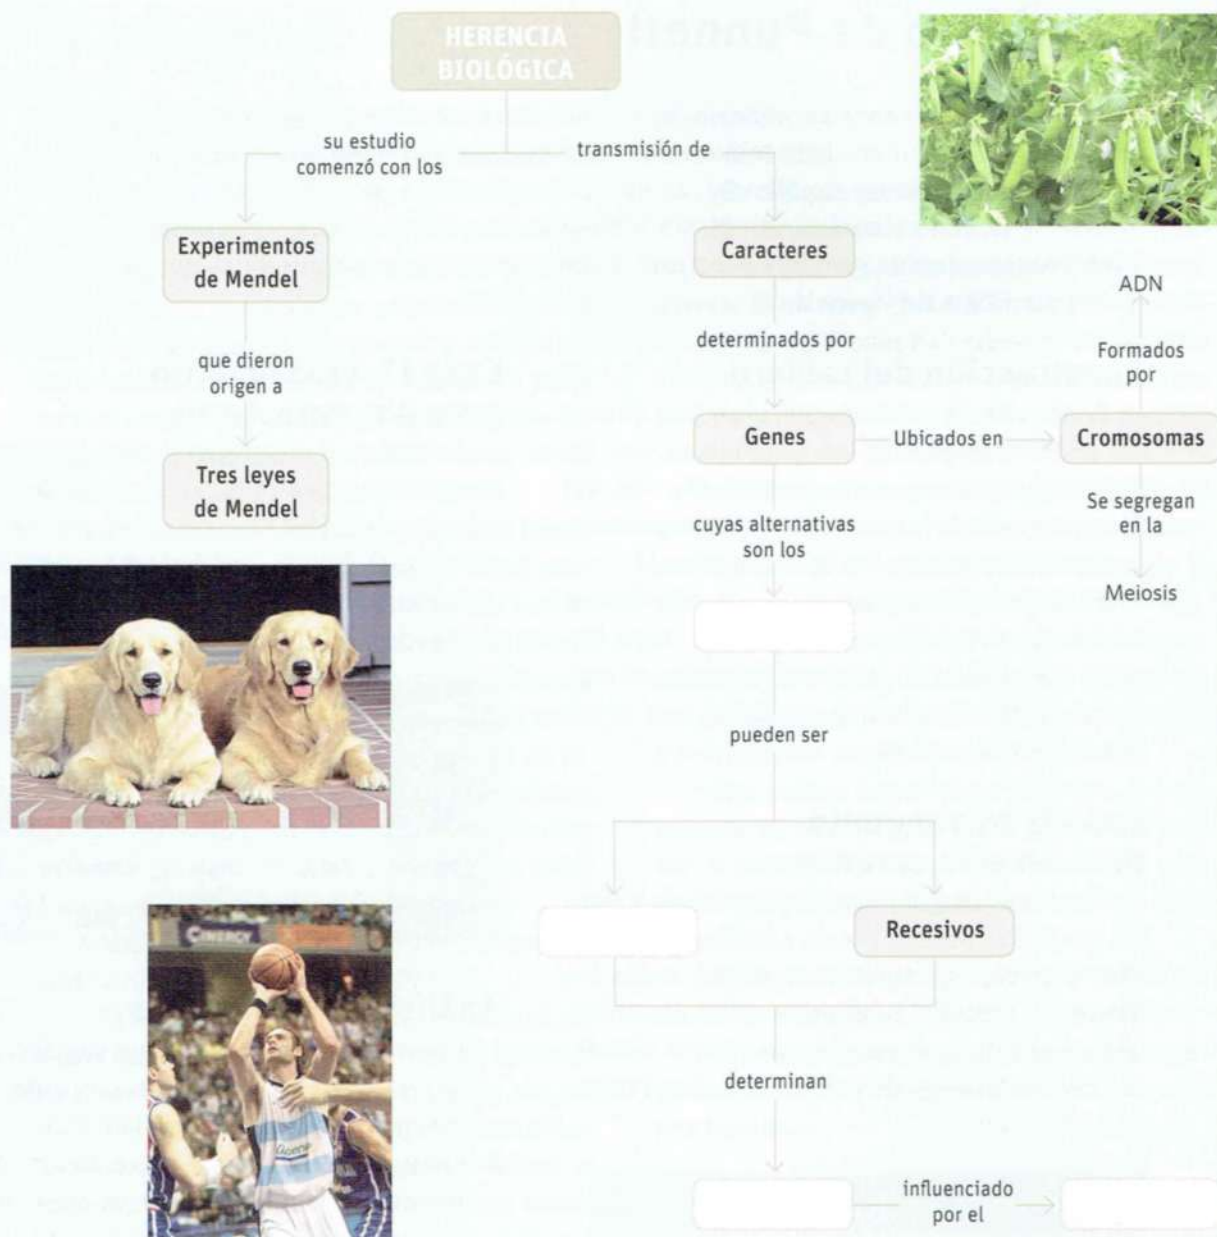 HERENCIA
BIOLÓGICA
su estudio
comenzó con los
transmisión de
Experimentos
de Mendel
Caracteres
ADN
que dieron
origen a
determinados por
Formados
por
Tres leyes
de Mendel
Genes
Ubicados en
Cromosomas
cuyas alternativas
son los
Se segregan
en la
Meiosis
pueden ser
Recesivos
determinan
influenciado
por el